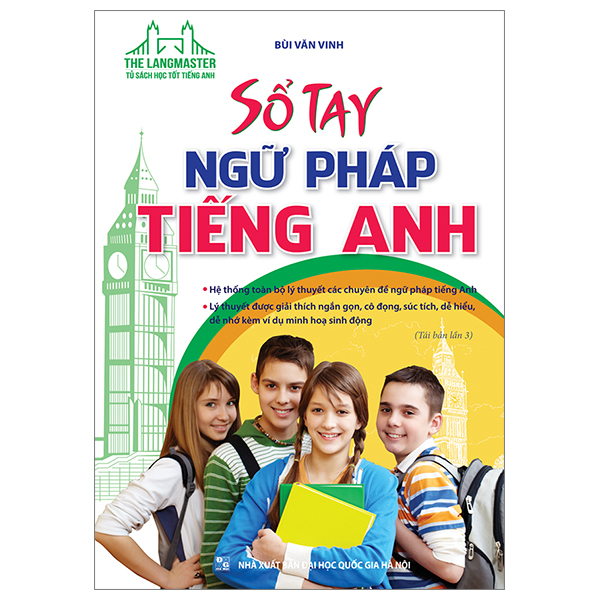 THE LANGMASTER
TỦ SÁCH HỌC TỐT TIẾNG ANH
BÙI VĂN VINH
SỔ TAY
NGỮ PHÁP
TIẾNG ANH
• Hệ thống toàn bộ lý thuyết các chuyên đề ngữ pháp tiếng Anh
• Lý thuyết được giải thích ngắn gọn, cô đọng, súc tích, dễ hiểu,
dễ nhớ kèm ví dụ minh hoạ sinh động
(Tái bản lần 3)
NHÀ XUẤT BẢN ĐẠI HỌC QUỐC GIA HÀ NỘI